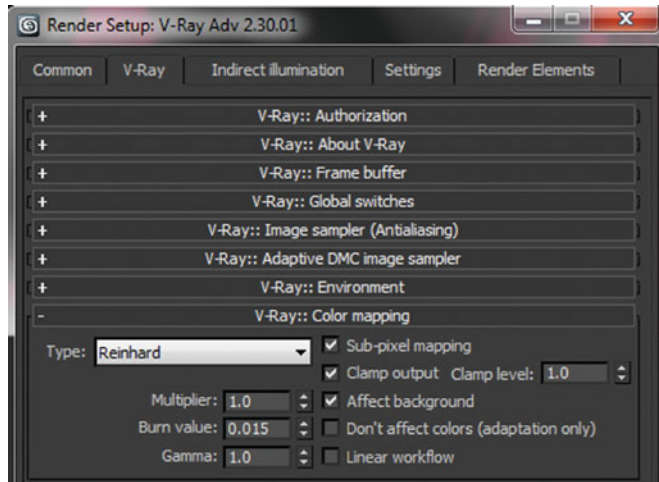 Render Setup: V-Ray Adv 2.30.01
Common V-Ray Indirect illumination Settings Render Elements
+ V-Ray:: Authorization
+ V-Ray:: About V-Ray
+ V-Ray:: Frame buffer
+ V-Ray:: Global switches
+ V-Ray:: Image sampler (Antialiasing)
+ V-Ray:: Adaptive DMC image sampler
+ V-Ray:: Environment
- V-Ray:: Color mapping
Type: Reinhard Sub-pixel mapping
Clamp output Clamp level: 1.0
Multiplier: 1.0 Affect background
Burn value: 0.015 Don't affect colors (adaptation only)
Gamma: 1.0 Linear workflow